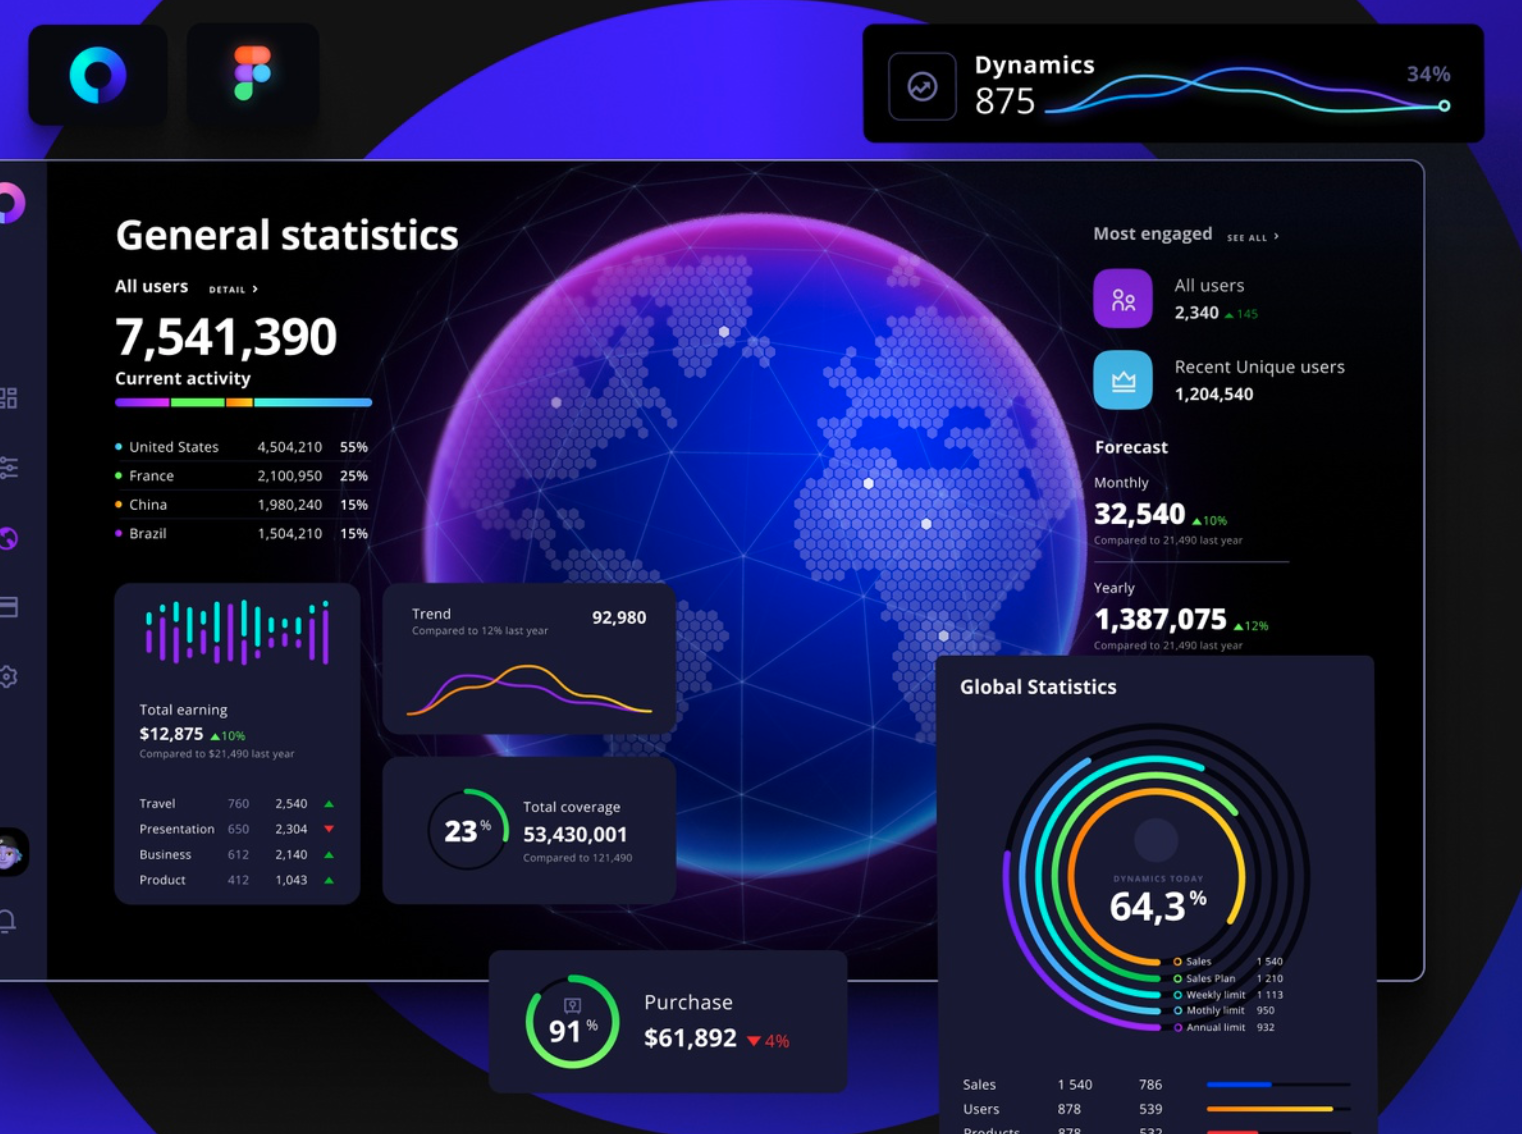 Dynamics
875
34%
General statistics
All users DETAIL >
7,541,390
Current activity
United States 4,504,210 55%
France 2,100,950 25%
China 1,980,240 15%
Brazil 1,504,210 15%
Most engaged SEE ALL >
All users
2,340 145
Recent Unique users
1,204,540
Forecast
Monthly
32,540 10%
Compared to 21,490 last year
Yearly
1,387,075 12%
Compared to 21,490 last year
Total earning
$12,875 10%
Compared to $21,490 last year
Travel 760 2,540
Presentation 650 2,304
Business 612 2,140
Product 412 1,043
Trend 92,980
Compared to 12% last year
23%
Total coverage
53,430,001
Compared to 121,490
91%
Purchase
$61,892 4%
Global Statistics
DYNAMICS TODAY
64,3%
Sales 1 540
Sales Plan 1 210
Weekly limit 1 113
Mothly limit 950
Annual limit 932
Sales 1 540 786
Users 878 539
Products 878 532